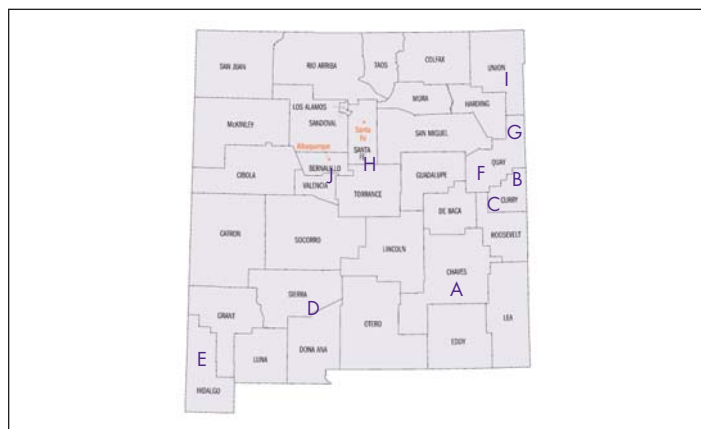 SAN JUAN
RIO ARRIBA
TAOS
COLFAX
UNION
I
MORA
HARDING
LOS ALAMOS
SANDOVAL
McKINLEY
Santa
Fe
SANTA
FE
H
SAN MIGUEL
G
Albuquerque
BERNALILLO
J
CIBOLA
VALENCIA
TORRANCE
GUADALUPE
QUAY
F
B
C
CURRY
DE BACA
ROOSEVELT
CATRON
SOCORRO
LINCOLN
CHAVES
A
SIERRA
D
GRANT
OTERO
LEA
E
LUNA
DONA ANA
EDDY
HIDALGO